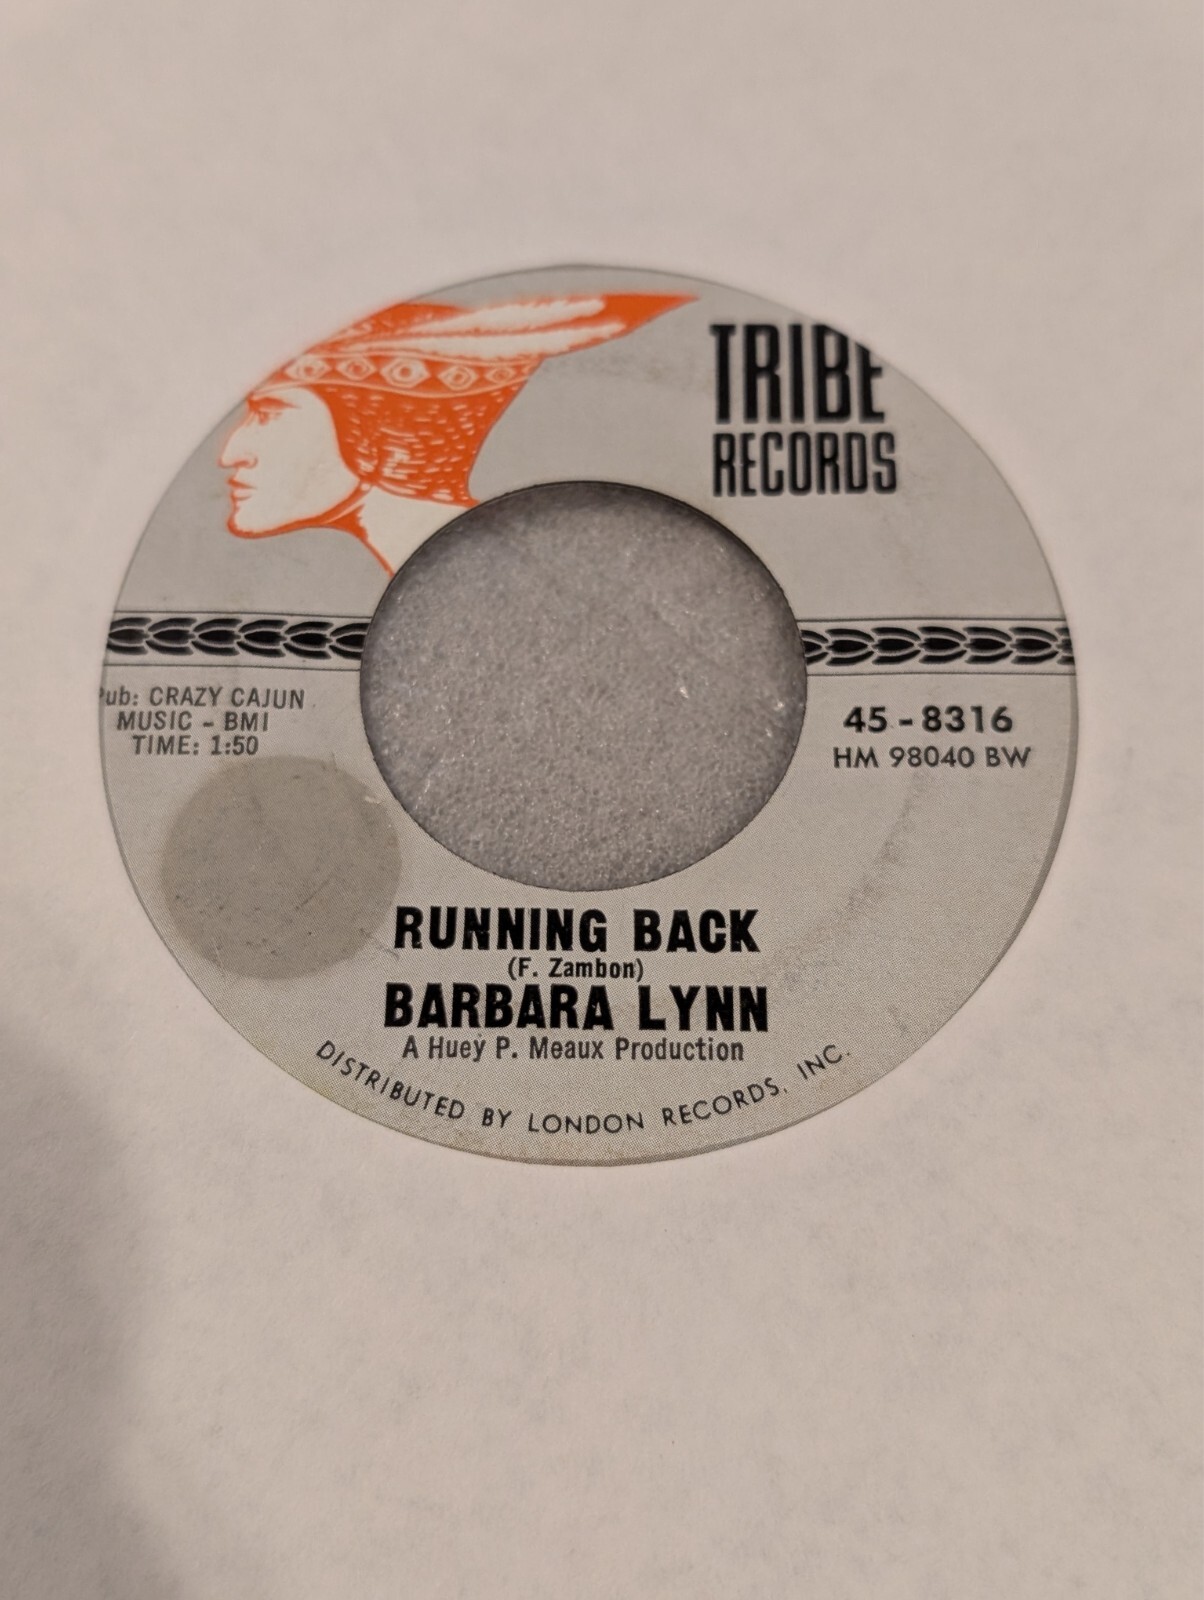 TRIBE
RECORDS
Pub: CRAZY CAJUN
MUSIC - BMI
TIME: 1:50
45 - 8316
HM 98040 BW
RUNNING BACK
(F. Zambon)
BARBARA LYNN
A Huey P. Meaux Production
DISTRIBUTED BY LONDON RECORDS, INC.